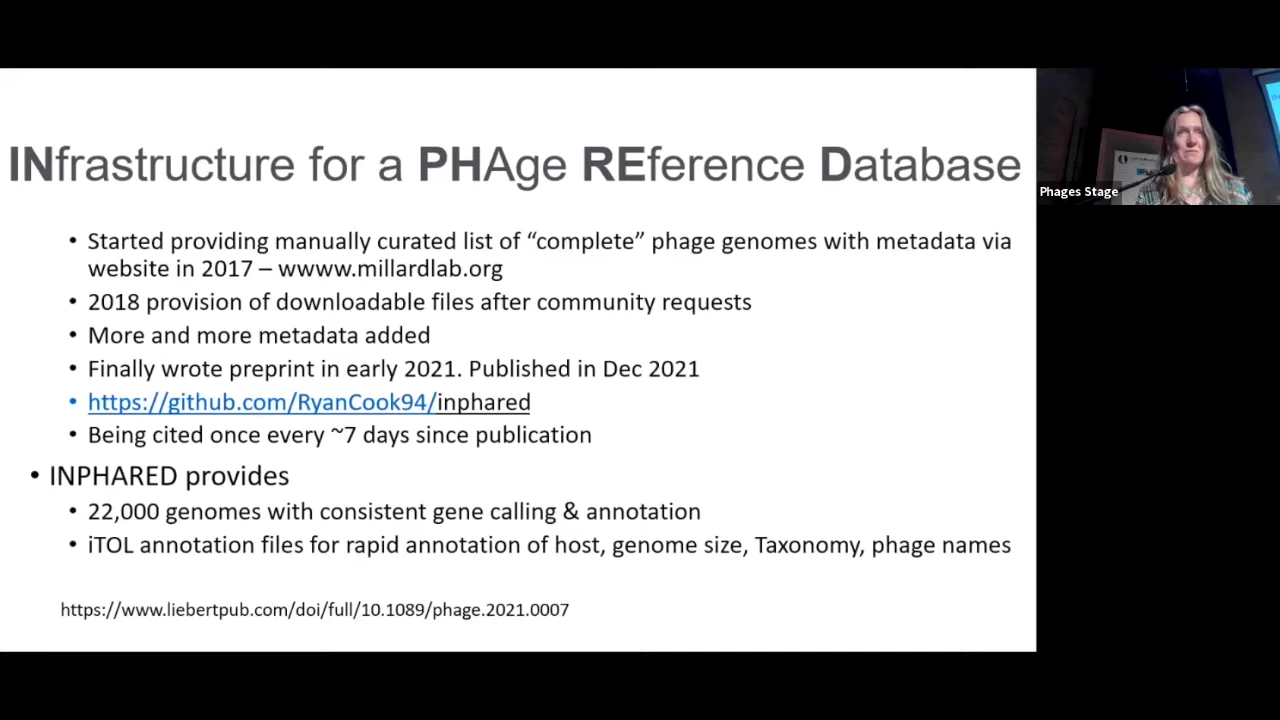 INfrastructure for a PHAge REference Database
• Started providing manually curated list of “complete” phage genomes with metadata via
website in 2017 – wwww.millardlab.org
• 2018 provision of downloadable files after community requests
• More and more metadata added
• Finally wrote preprint in early 2021. Published in Dec 2021
• https://github.com/RyanCook94/inphared
• Being cited once every ~7 days since publication
• INPHARED provides
• 22,000 genomes with consistent gene calling & annotation
• iTOL annotation files for rapid annotation of host, genome size, Taxonomy, phage names
https://www.liebertpub.com/doi/full/10.1089/phage.2021.0007
Phages Stage